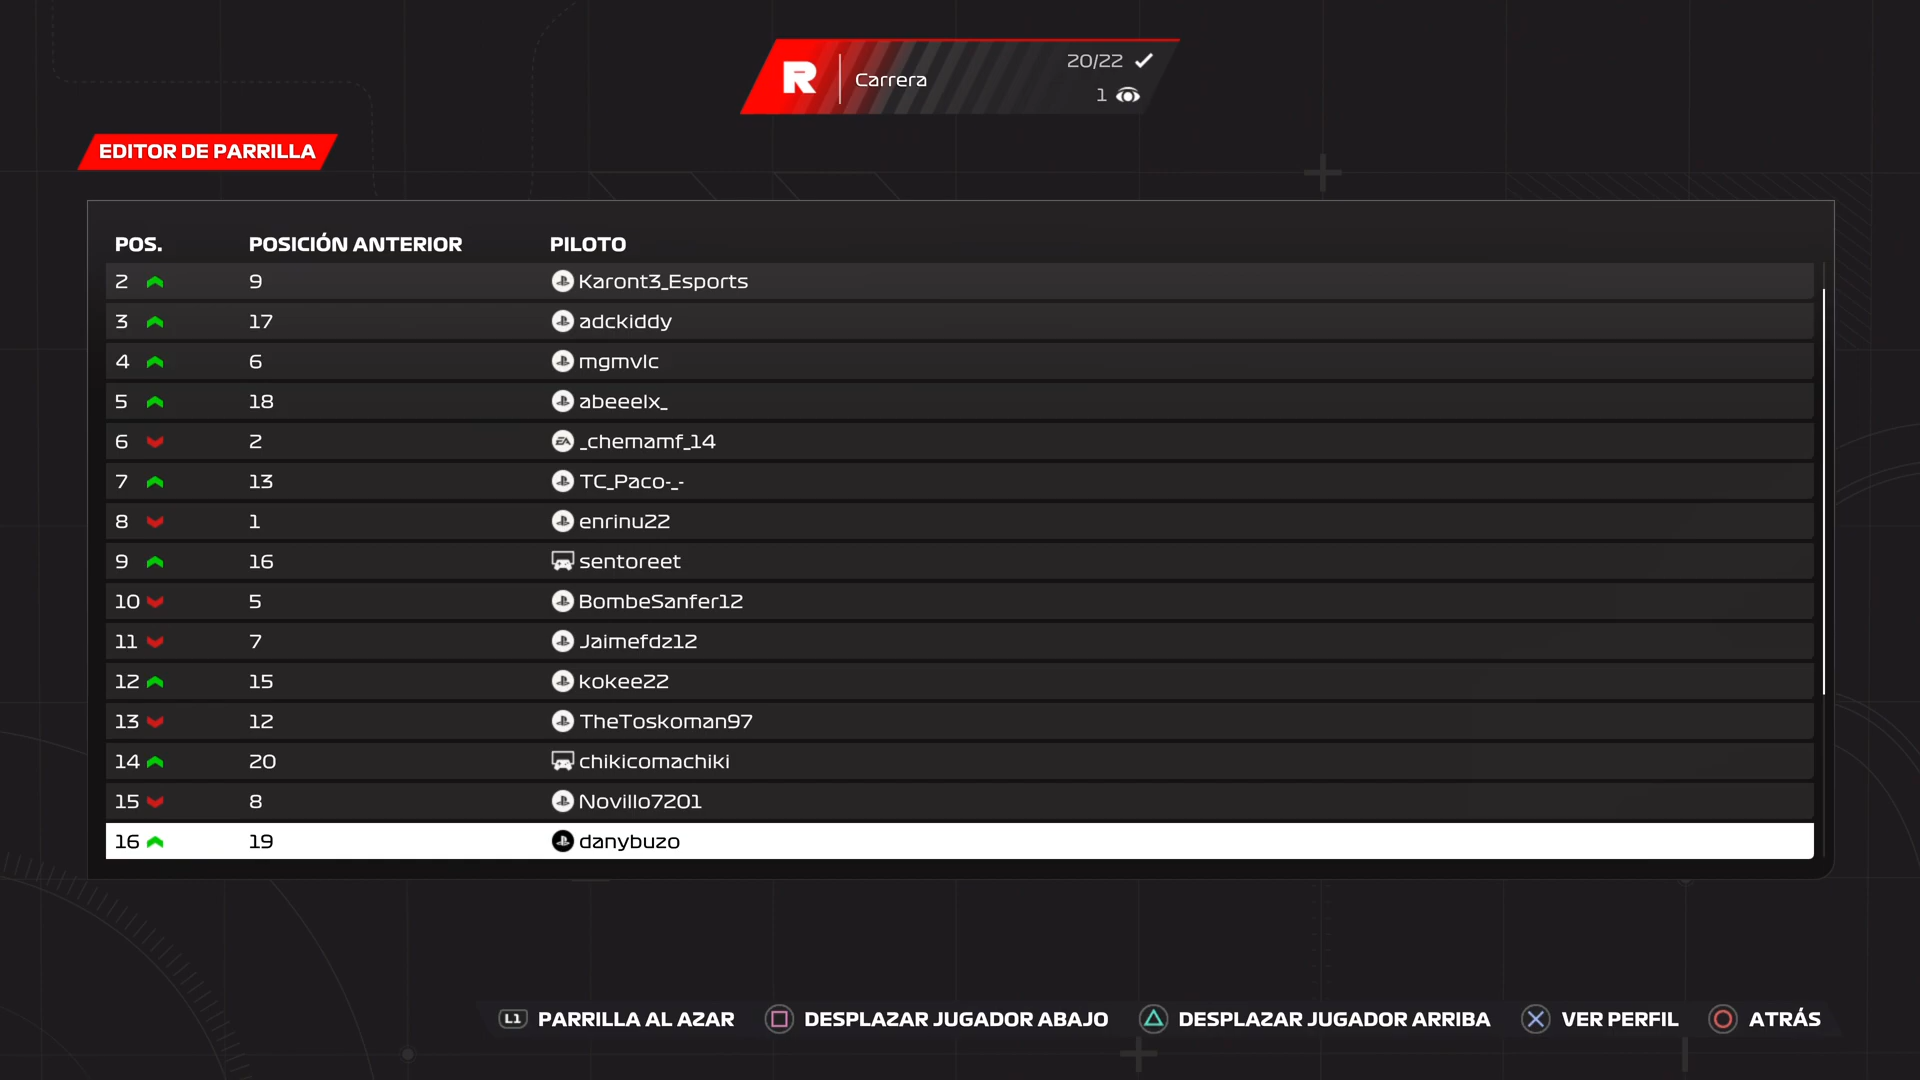 R Carrera 20/22
1
EDITOR DE PARRILLA
POS. POSICIÓN ANTERIOR PILOTO
2 9 Karont3_Esports
3 17 adckiddy
4 6 mgmvlc
5 18 abeeelx_
6 2 EA _chemamf_14
7 13 TC_Paco-_-
8 1 enrinu22
9 16 sentoreet
10 5 BombeSanfer12
11 7 Jaimefdz12
12 15 kokee22
13 12 TheToskoman97
14 20 chikicomachiki
15 8 Novillo7201
16 19 danybuzo
L1 PARRILLA AL AZAR DESPLAZAR JUGADOR ABAJO DESPLAZAR JUGADOR ARRIBA VER PERFIL ATRÁS